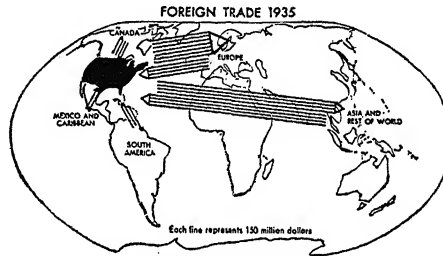 FOREIGN TRADE 1935
CANADA
EUROPE
MEXICO AND
CARIBBEAN
ASIA AND
REST OF WORLD
SOUTH
AMERICA
Each line represents 150 million dollars